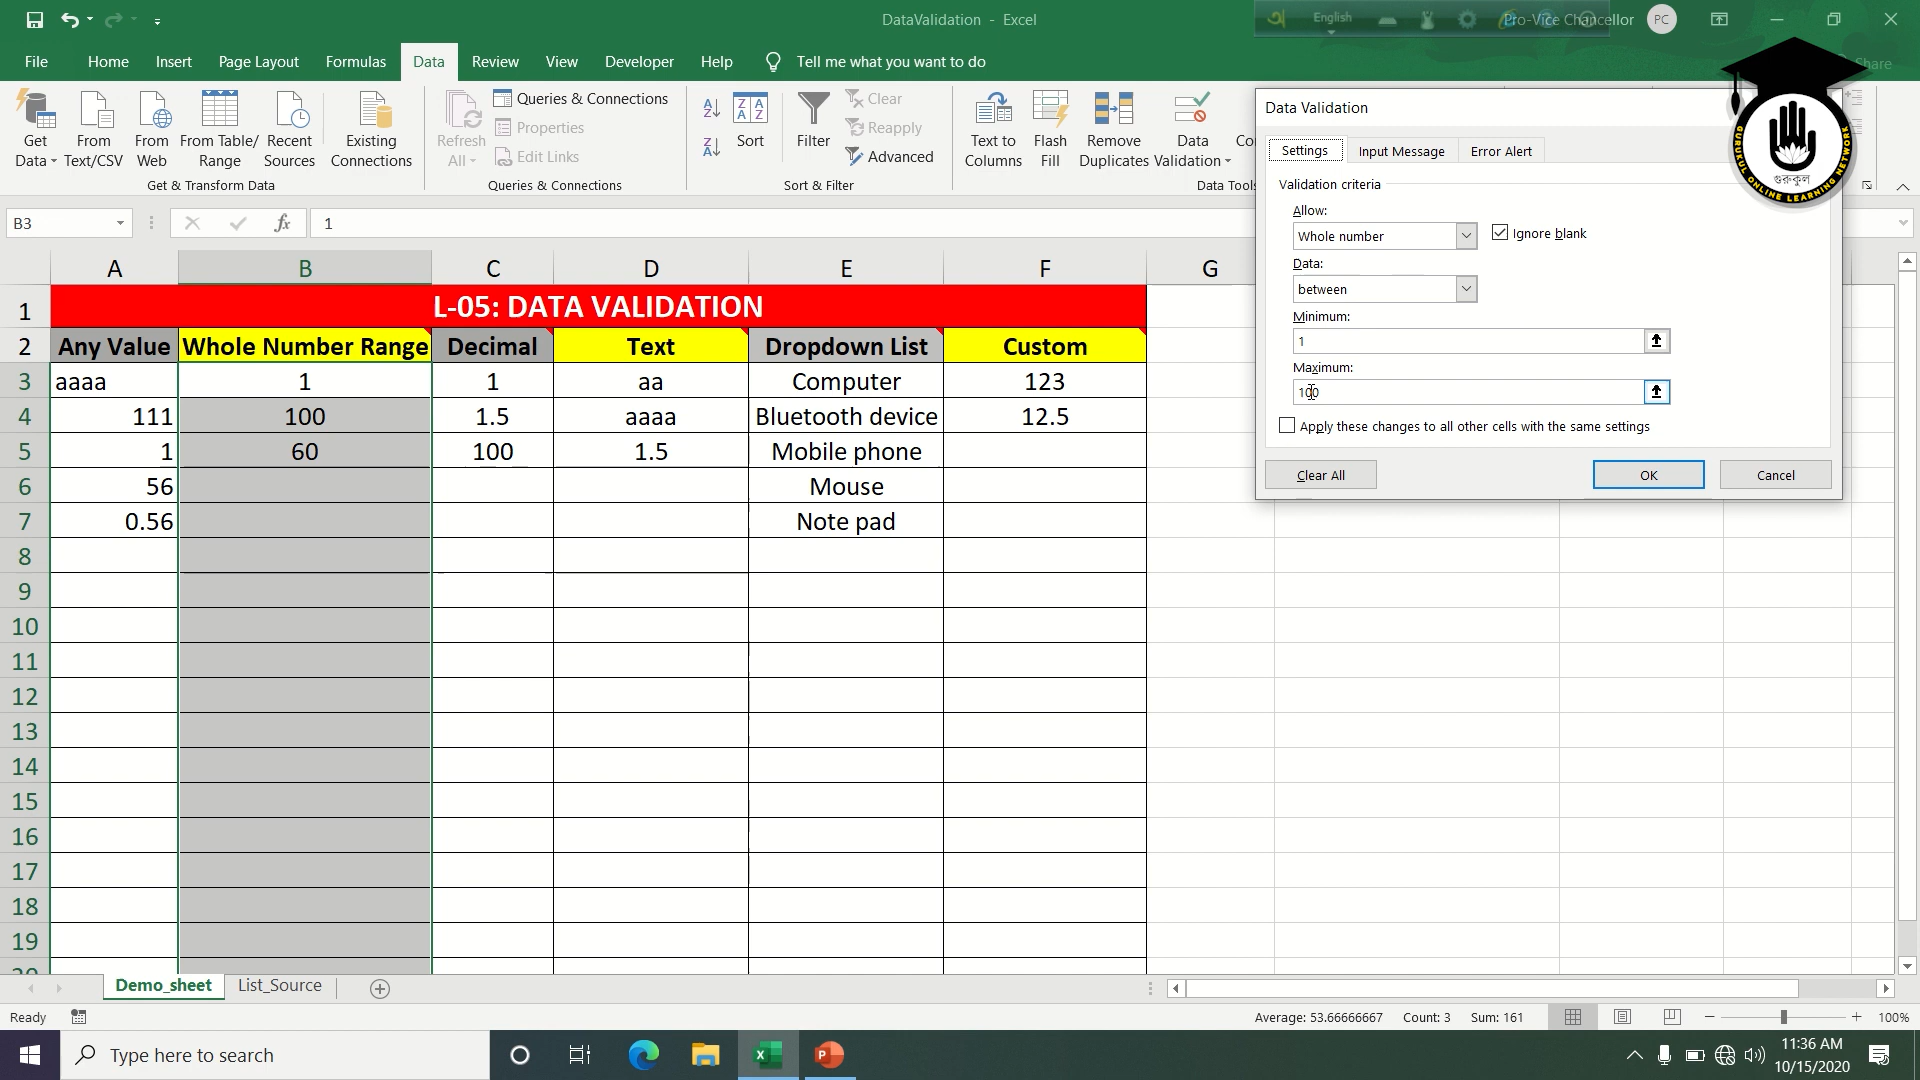 DataValidation - Excel
English
Pro-Vice Chancellor
PC
File
Home
Insert
Page Layout
Formulas
Data
Review
View
Developer
Help
Tell me what you want to do
Share
Get Data
From Text/CSV
From Web
From Table/ Range
Recent Sources
Existing Connections
Get & Transform Data
Refresh All
Queries & Connections
Properties
Edit Links
Queries & Connections
Sort
Filter
Clear
Reapply
Advanced
Sort & Filter
Text to Columns
Flash Fill
Remove Duplicates
Data Validation
Co
Data Tools
B3
fx
1
A B C D E F G
1 L-05: DATA VALIDATION
2 Any Value Whole Number Range Decimal Text Dropdown List Custom
3 aaaa 1 1 aa Computer 123
4 111 100 1.5 aaaa Bluetooth device 12.5
5 1 60 100 1.5 Mobile phone
6 56 Mouse
7 0.56 Note pad
8
9
10
11
12
13
14
15
16
17
18
19
20
Data Validation
Settings
Input Message
Error Alert
Validation criteria
Allow:
Whole number
Ignore blank
Data:
between
Minimum:
1
Maximum:
100
Apply these changes to all other cells with the same settings
Clear All
OK
Cancel
GURUKUL ONLINE LEARNING NETWORK
গুরুকুল
Demo_sheet
List_Source
Ready
Average: 53.66666667
Count: 3
Sum: 161
100%
Type here to search
11:36 AM
10/15/2020